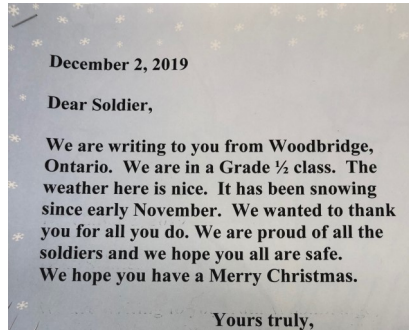 December 2, 2019
Dear Soldier,
We are writing to you from Woodbridge,
Ontario. We are in a Grade ½ class. The
weather here is nice. It has been snowing
since early November. We wanted to thank
you for all you do. We are proud of all the
soldiers and we hope you all are safe.
We hope you have a Merry Christmas.
Yours truly,